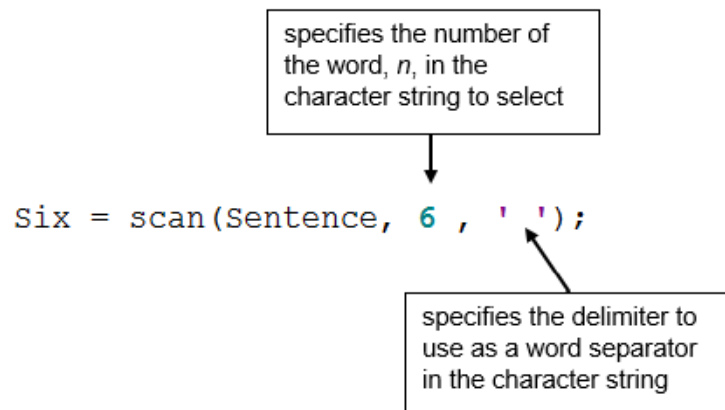 specifies the number of
the word, n, in the
character string to select
Six = scan(Sentence, 6 , ' ');
specifies the delimiter to
use as a word separator
in the character string